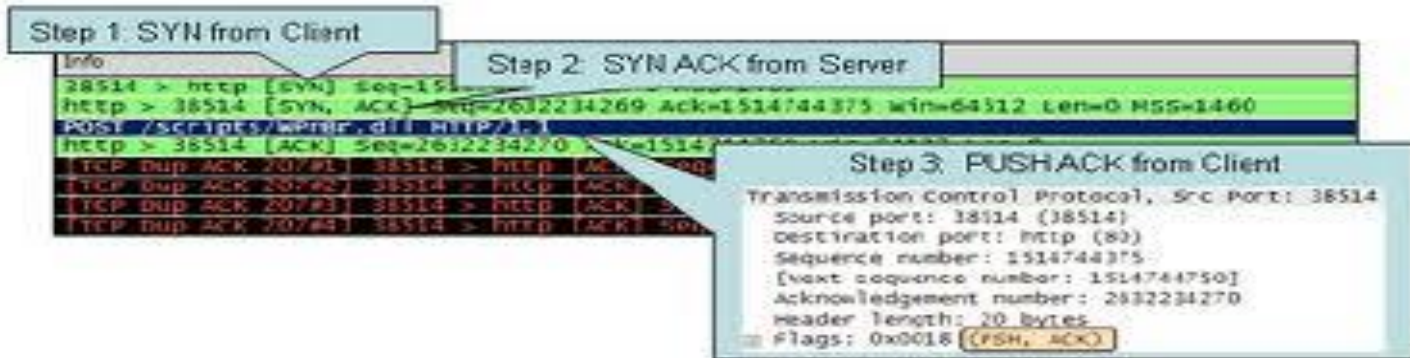 Step 1: SYN from Client
Info
Step 2: SYN ACK from Server
38514 > http [SYN] Seq=15
http > 38514 [SYN, ACK] Seq=2632234269 Ack=1514744375 Win=64512 Len=0 MSS=1460
POST /scripts/ HTTP/1.1
http > 38514 [ACK] Seq=2632234270
[TCP Dup ACK 207#1] 38514 > http [ACK] Seq
[TCP Dup ACK 207#2] 38514 > http [ACK]
[TCP Dup ACK 207#3] 38514 > http [ACK]
[TCP Dup ACK 207#4] 38514 > http [ACK] Seq
Step 3: PUSH ACK from Client
Transmission Control Protocol, Src Port: 38514
Source port: 38514 (38514)
Destination port: http (80)
Sequence number: 1514744375
[Next sequence number: 1514744750]
Acknowledgement number: 2632234270
Header length: 20 bytes
Flags: 0x0018 (PSH, ACK)